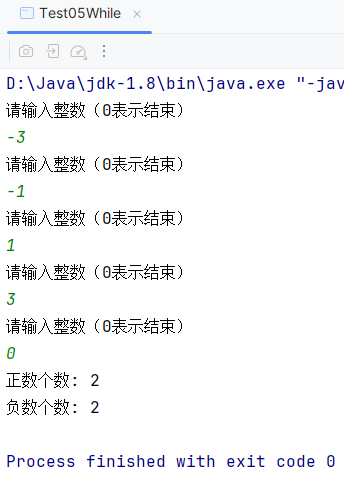 Test05While
D:\Java\jdk-1.8\bin\java.exe "-jav
请输入整数（0表示结束）
-3
请输入整数（0表示结束）
-1
请输入整数（0表示结束）
1
请输入整数（0表示结束）
3
请输入整数（0表示结束）
0
正数个数: 2
负数个数: 2
Process finished with exit code 0